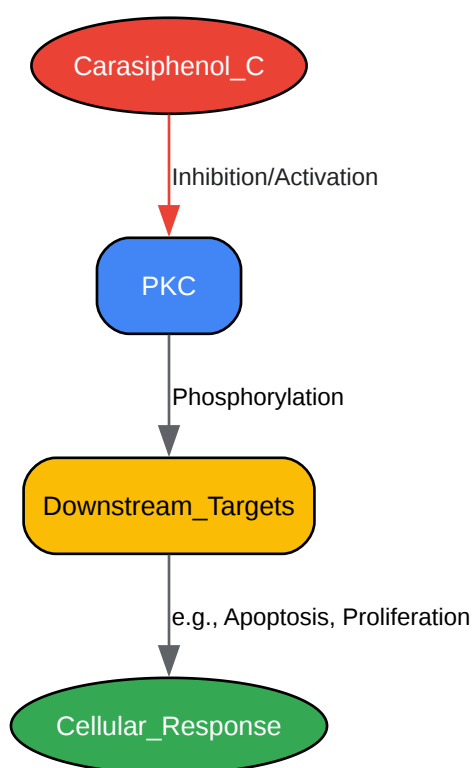 Carasiphenol_C
Inhibition/Activation
PKC
Phosphorylation
Downstream_Targets
e.g., Apoptosis, Proliferation
Cellular_Response